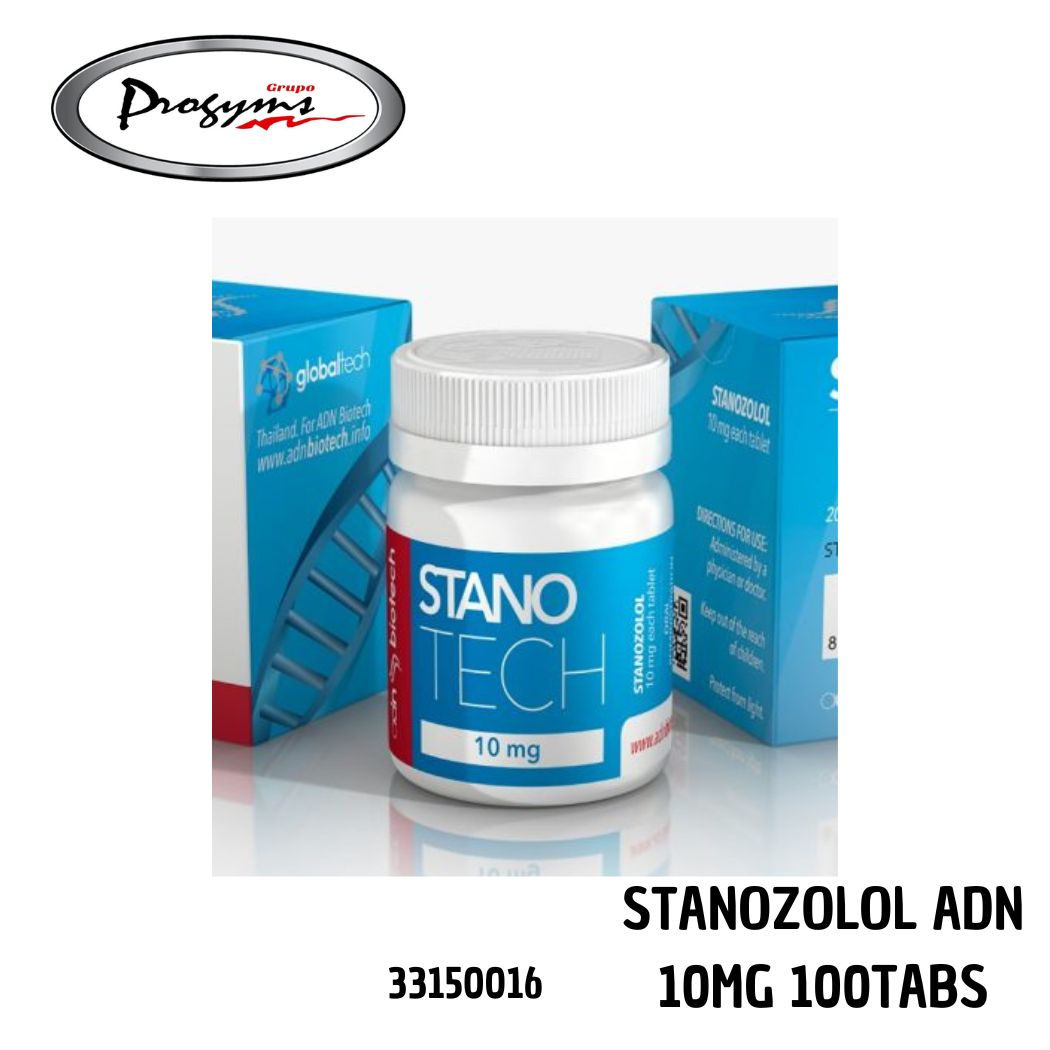 Grupo
Progyms
globaltech
Thailand. For ADN Biotech
www.adnbiotech.info
STANOZOLOL
10 mg each tablet
DIRECTIONS FOR USE:
Administered by a
physician or doctor.
Keep out of the reach
of children.
Protect from light.
adn biotech
STANO
TECH
10 mg
STANOZOLOL
10 mg each tablet
ORAL
STANOZOLOL ADN
33150016
10MG 100TABS